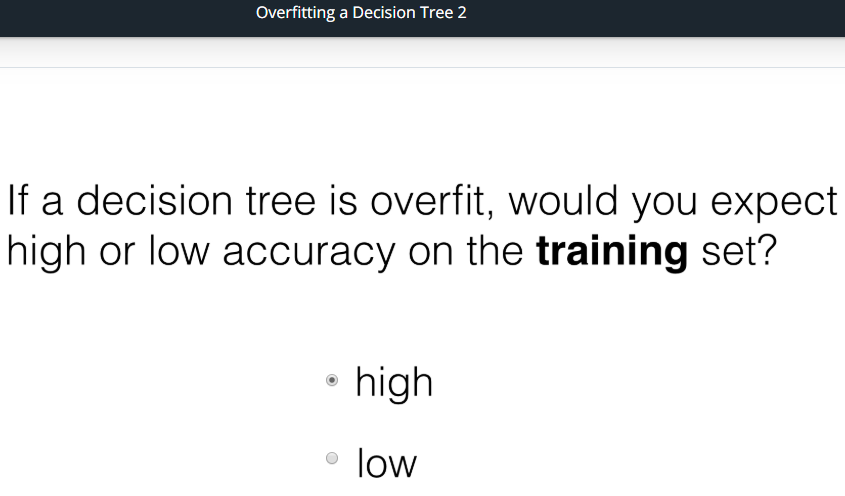 Overfitting a Decision Tree 2
If a decision tree is overfit, would you expect
high or low accuracy on the training set?
high
low